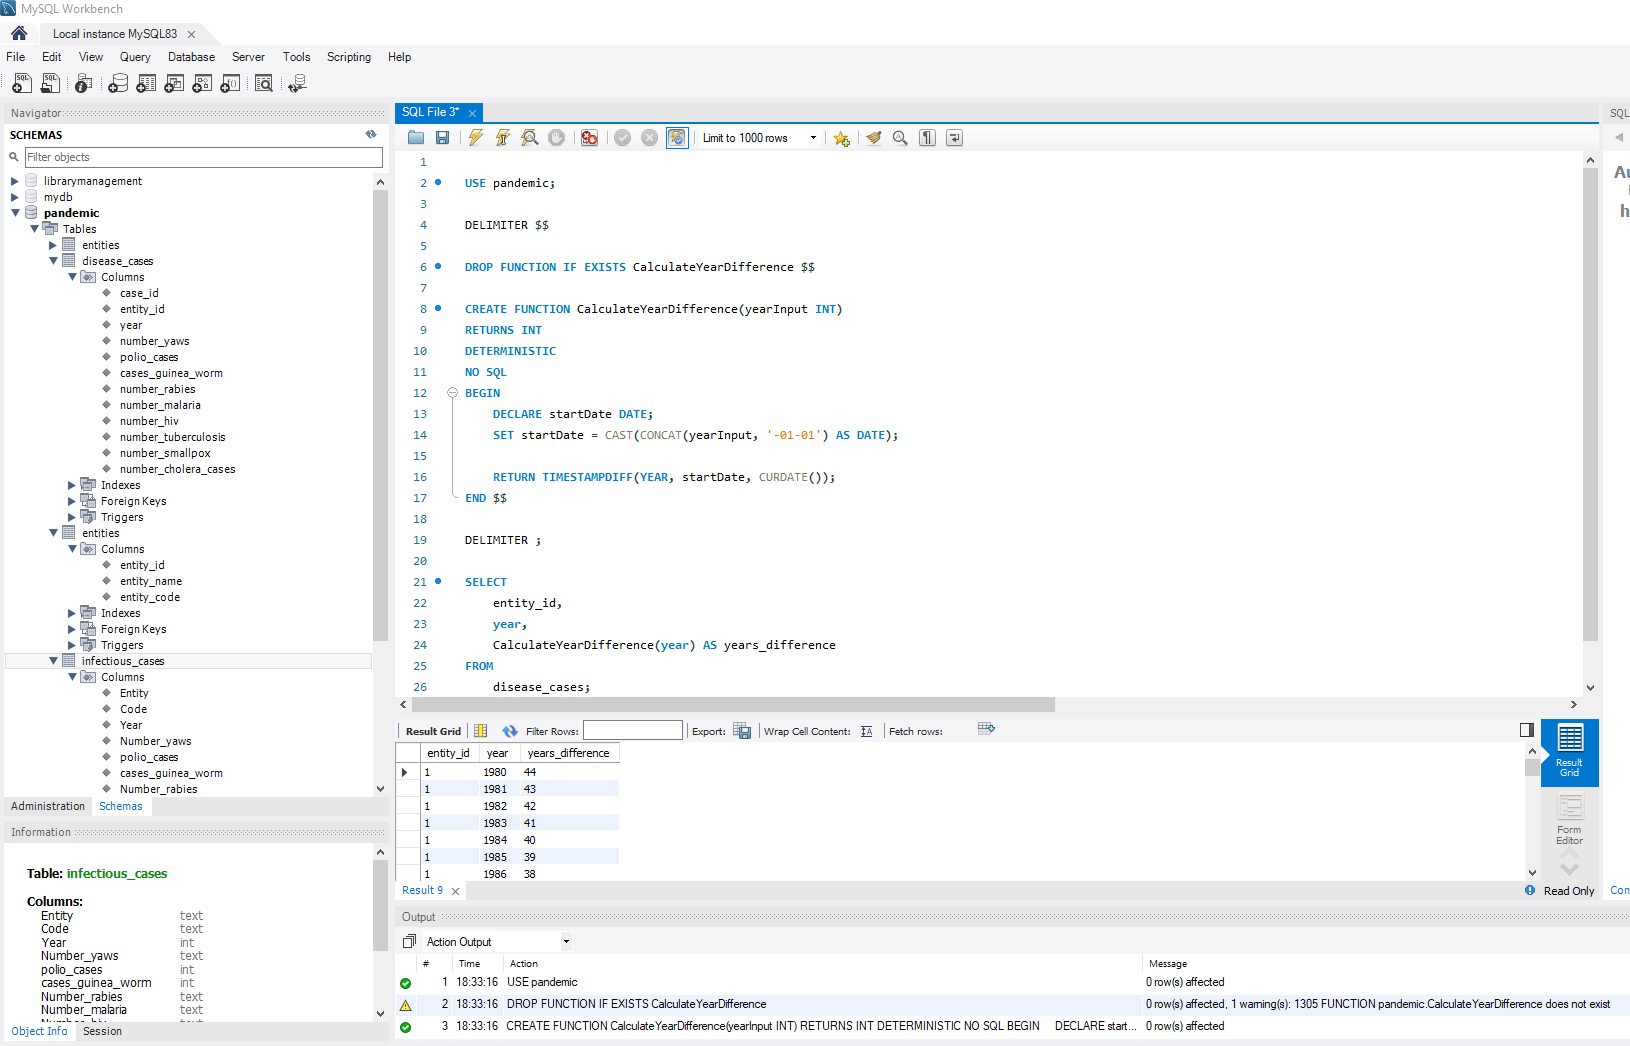 MySQL Workbench
Local instance MySQL83
File Edit View Query Database Server Tools Scripting Help
Navigator
SCHEMAS
Filter objects
librarymanagement
mydb
pandemic
Tables
entities
disease_cases
Columns
case_id
entity_id
year
number_yaws
polio_cases
cases_guinea_worm
number_rabies
number_malaria
number_hiv
number_tuberculosis
number_smallpox
number_cholera_cases
Indexes
Foreign Keys
Triggers
entities
Columns
entity_id
entity_name
entity_code
Indexes
Foreign Keys
Triggers
infectious_cases
Columns
Entity
Code
Year
Number_yaws
polio_cases
cases_guinea_worm
Number_rabies
Administration Schemas
Information
Table: infectious_cases
Columns:
Entity text
Code text
Year int
Number_yaws text
polio_cases int
cases_guinea_worm int
Number_rabies text
Number_malaria text
Object Info Session
SQL File 3*
Limit to 1000 rows
1
2 USE pandemic;
3
4 DELIMITER $$
5
6 DROP FUNCTION IF EXISTS CalculateYearDifference $$
7
8 CREATE FUNCTION CalculateYearDifference(yearInput INT)
9 RETURNS INT
10 DETERMINISTIC
11 NO SQL
12 BEGIN
13 DECLARE startDate DATE;
14 SET startDate = CAST(CONCAT(yearInput, '-01-01') AS DATE);
15
16 RETURN TIMESTAMPDIFF(YEAR, startDate, CURDATE());
17 END $$
18
19 DELIMITER ;
20
21 SELECT
22 entity_id,
23 year,
24 CalculateYearDifference(year) AS years_difference
25 FROM
26 disease_cases;
Result Grid Filter Rows: Export: Wrap Cell Content: Fetch rows:
entity_id year years_difference
1 1980 44
1 1981 43
1 1982 42
1 1983 41
1 1984 40
1 1985 39
1 1986 38
Result Grid
Form Editor
Result 9
Read Only
Output
Action Output
# Time Action Message
1 18:33:16 USE pandemic 0 row(s) affected
2 18:33:16 DROP FUNCTION IF EXISTS CalculateYearDifference 0 row(s) affected, 1 warning(s): 1305 FUNCTION pandemic.CalculateYearDifference does not exist
3 18:33:16 CREATE FUNCTION CalculateYearDifference(yearInput INT) RETURNS INT DETERMINISTIC NO SQL BEGIN DECLARE start... 0 row(s) affected
SQL
Au
h
Con